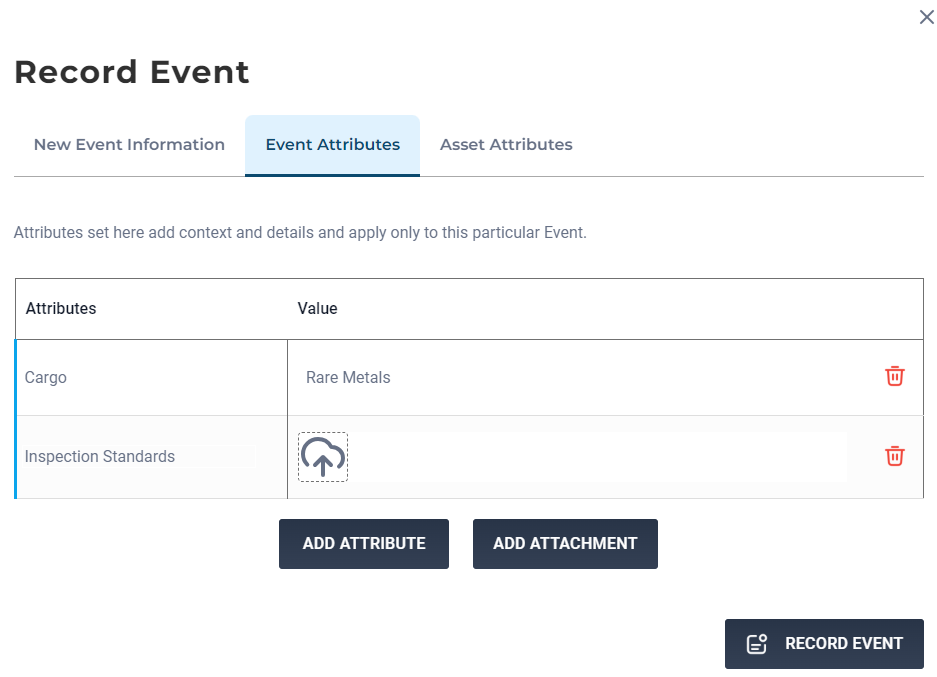 Record Event
New Event Information Event Attributes Asset Attributes
Attributes set here add context and details and apply only to this particular Event.
Attributes Value
Cargo Rare Metals
Inspection Standards
ADD ATTRIBUTE ADD ATTACHMENT
RECORD EVENT